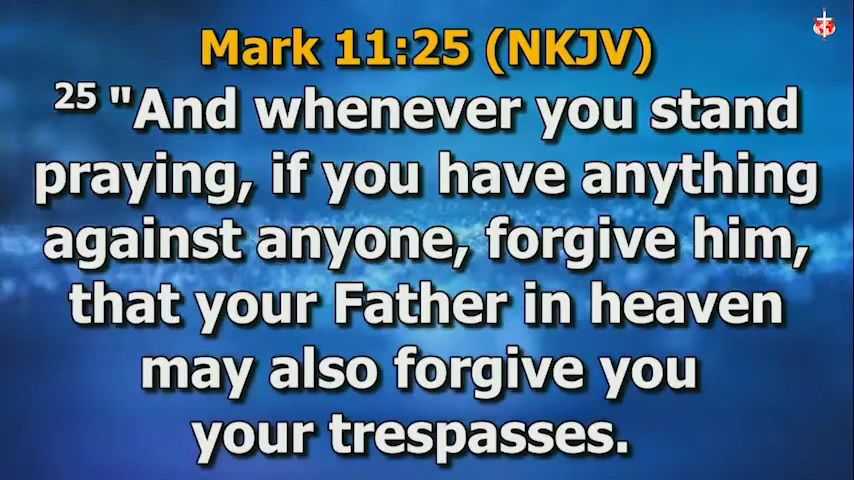 Mark 11:25 (NKJV)
25 "And whenever you stand
praying, if you have anything
against anyone, forgive him,
that your Father in heaven
may also forgive you
your trespasses.